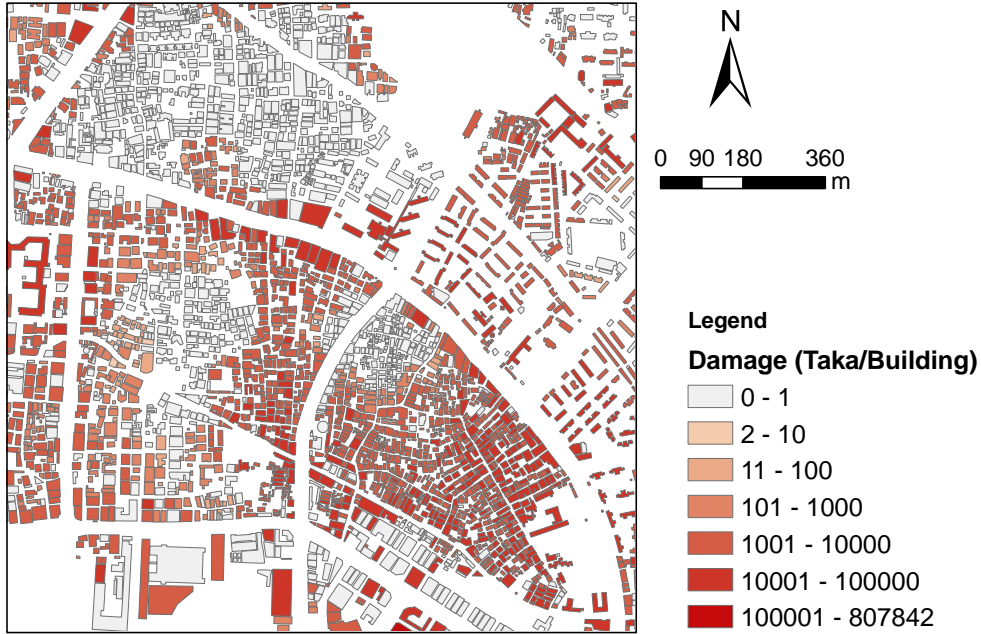 N
0 90 180 360
m
Legend
Damage (Taka/Building)
0 - 1
2 - 10
11 - 100
101 - 1000
1001 - 10000
10001 - 100000
100001 - 807842